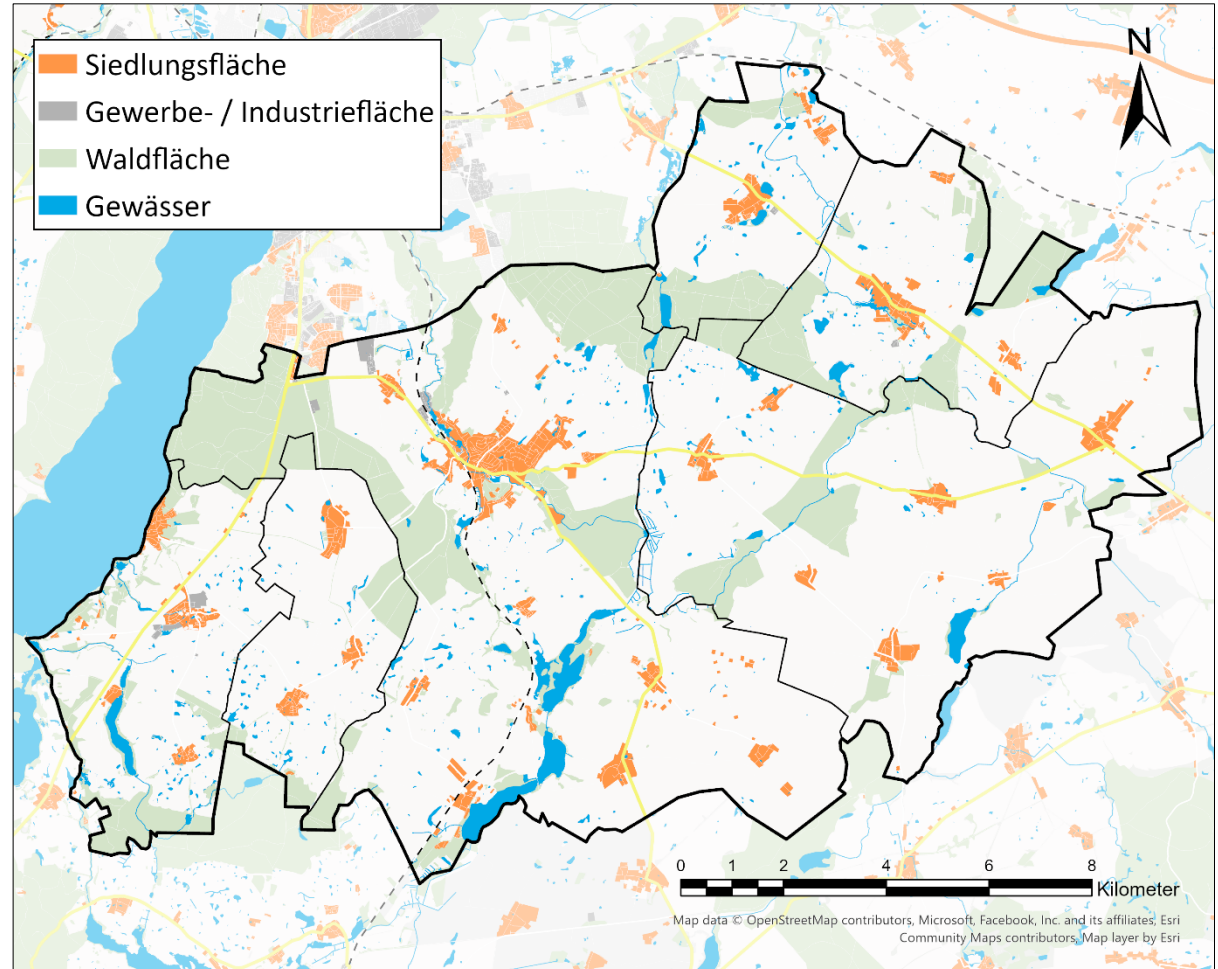 Siedlungsfläche
Gewerbe- / Industriefläche
Waldfläche
Gewässer
N
0 1 2 4 6 8
Kilometer
Map data © OpenStreetMap contributors, Microsoft, Facebook, Inc. and its affiliates, Esri
Community Maps contributors, Map layer by Esri